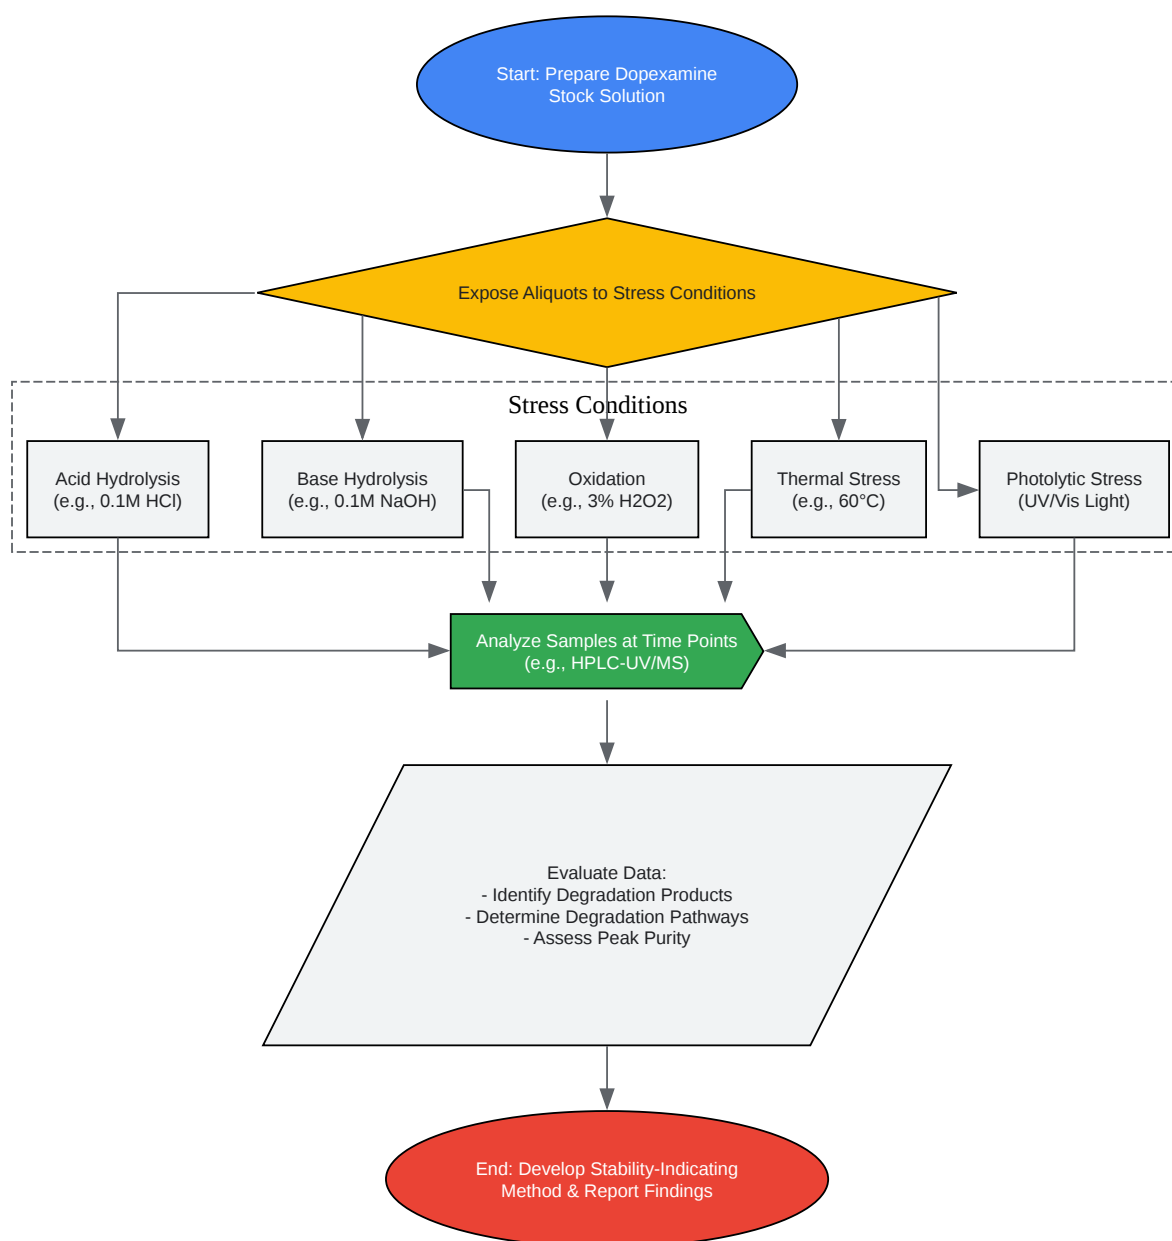 Start: Prepare Dopexamine
Stock Solution
Expose Aliquots to Stress Conditions
Stress Conditions
Acid Hydrolysis
(e.g., 0.1M HCl)
Base Hydrolysis
(e.g., 0.1M NaOH)
Oxidation
(e.g., 3% H2O2)
Thermal Stress
(e.g., 60°C)
Photolytic Stress
(UV/Vis Light)
Analyze Samples at Time Points
(e.g., HPLC-UV/MS)
Evaluate Data:
- Identify Degradation Products
- Determine Degradation Pathways
- Assess Peak Purity
End: Develop Stability-Indicating
Method & Report Findings